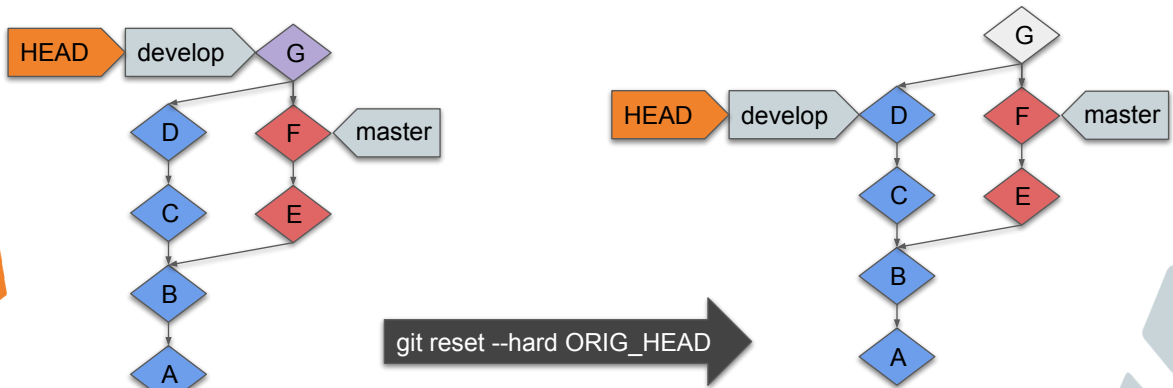 HEAD
develop
G
D
F
master
C
E
B
A
git reset --hard ORIG_HEAD
G
HEAD
develop
D
F
master
C
E
B
A